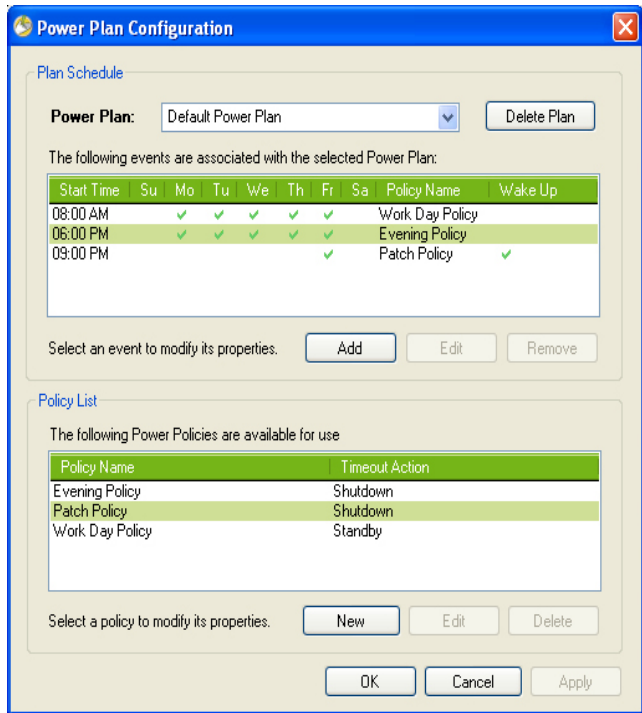 Power Plan Configuration
Plan Schedule
Power Plan: Default Power Plan Delete Plan
The following events are associated with the selected Power Plan:
Start Time Su Mo Tu We Th Fr Sa Policy Name Wake Up
08:00 AM Work Day Policy
06:00 PM Evening Policy
09:00 PM Patch Policy
Select an event to modify its properties. Add Edit Remove
Policy List
The following Power Policies are available for use
Policy Name Timeout Action
Evening Policy Shutdown
Patch Policy Shutdown
Work Day Policy Standby
Select a policy to modify its properties. New Edit Delete
OK Cancel Apply